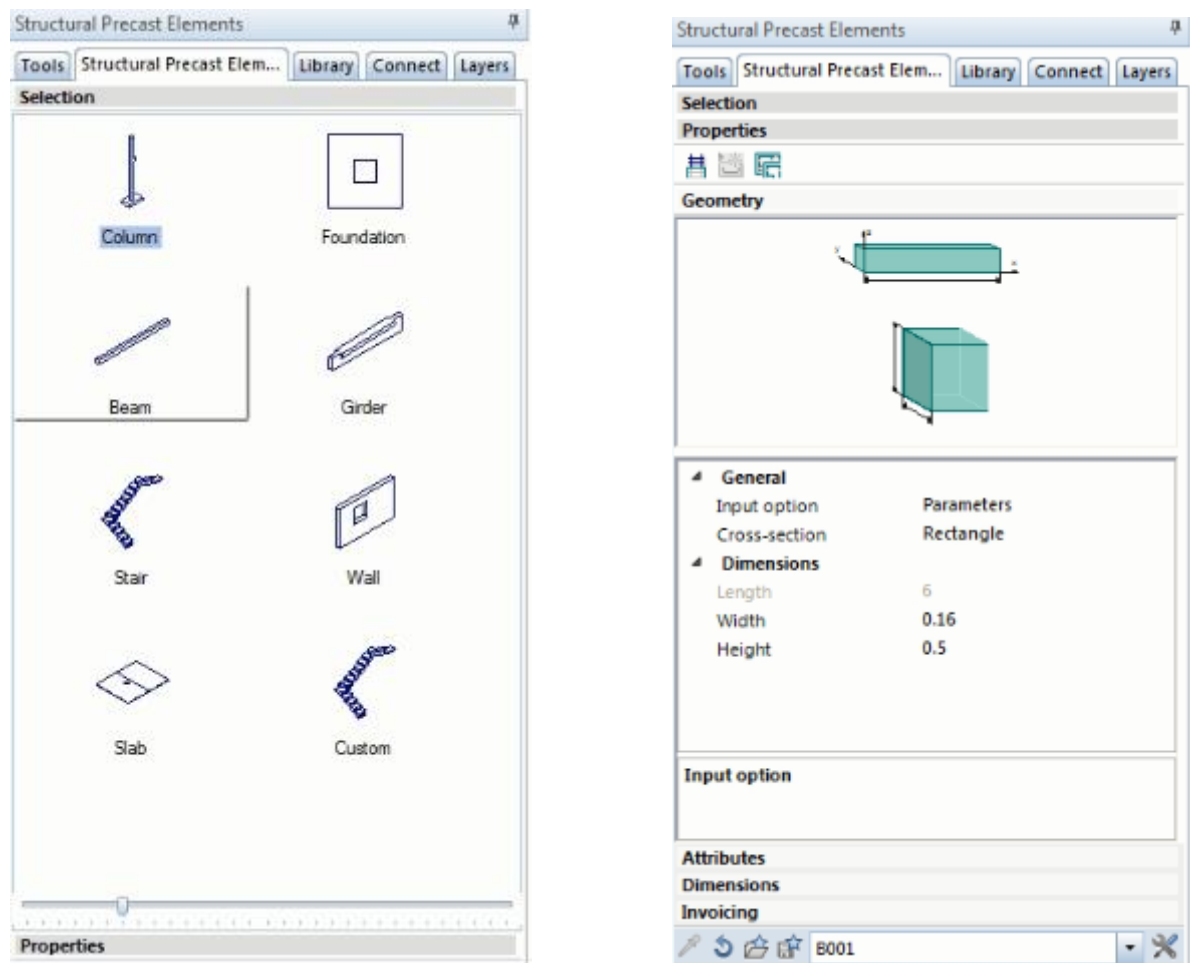 Structural Precast Elements
Tools Structural Precast Elem... Library Connect Layers
Selection
Column Foundation
Beam Girder
Stair Wall
Slab Custom
Properties
Structural Precast Elements
Tools Structural Precast Elem... Library Connect Layers
Selection
Properties
Geometry
z
y
x
General
Input option Parameters
Cross-section Rectangle
Dimensions
Length 6
Width 0.16
Height 0.5
Input option
Attributes
Dimensions
Invoicing
B001